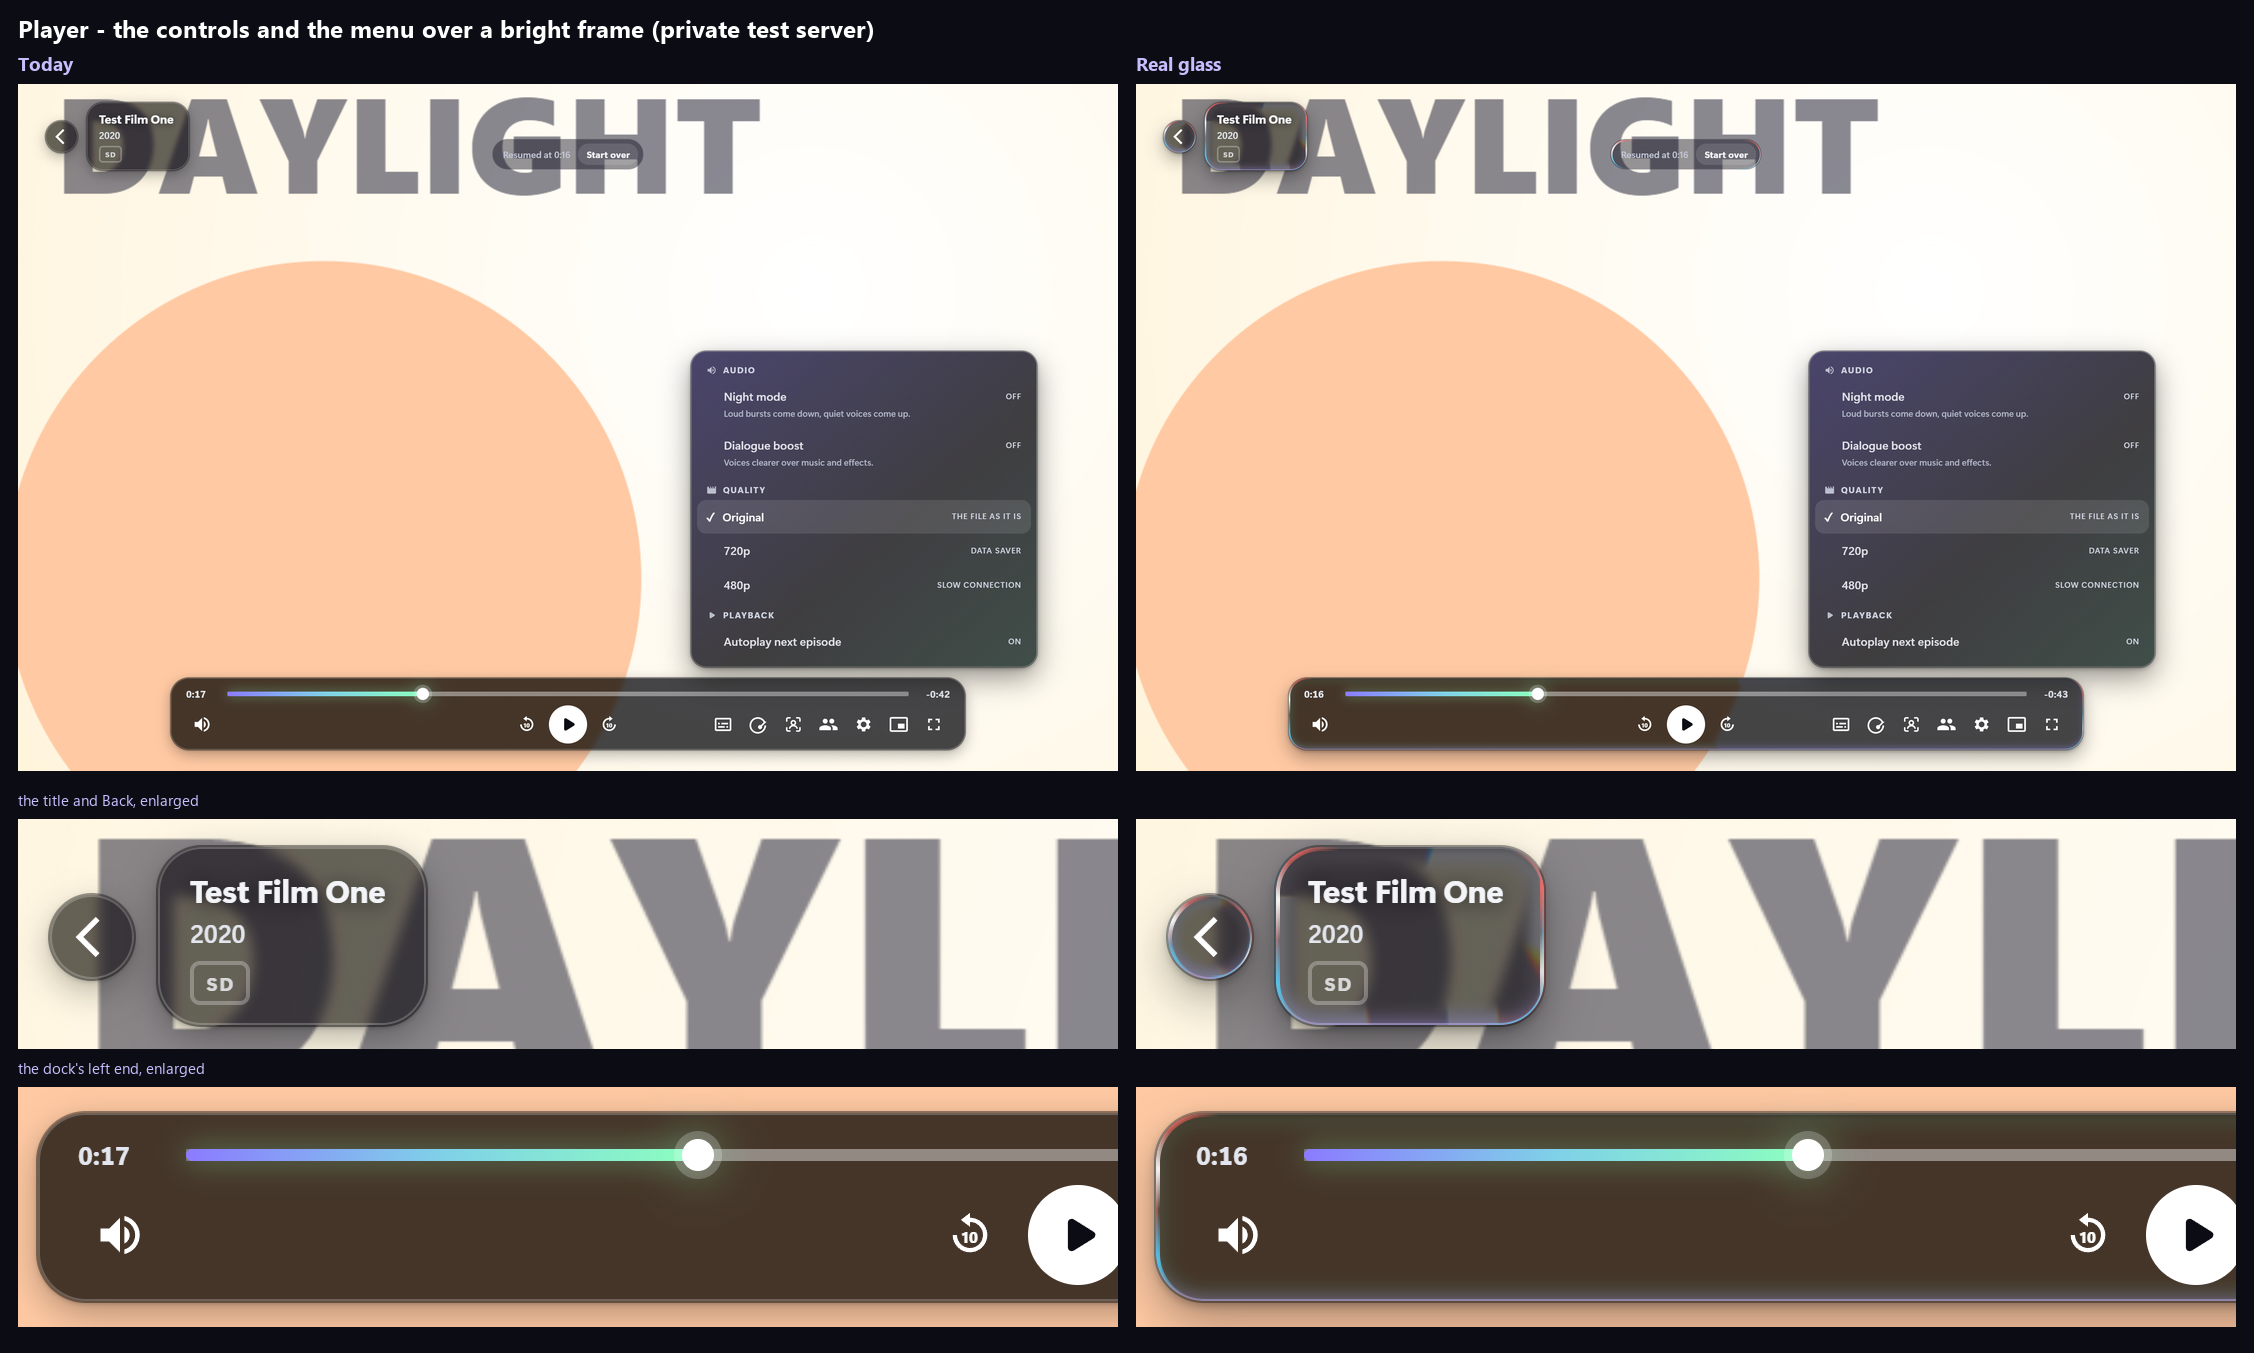 Player - the controls and the menu over a bright frame (private test server)
Today
DAYLIGHT
Test Film One
2020
SD
Resumed at 0:16 Start over
AUDIO
Night mode OFF
Loud bursts come down, quiet voices come up.
Dialogue boost OFF
Voices clearer over music and effects.
QUALITY
✓ Original THE FILE AS IT IS
720p DATA SAVER
480p SLOW CONNECTION
PLAYBACK
Autoplay next episode ON
0:17 -0:42
10 10
Real glass
DAYLIGHT
Test Film One
2020
SD
Resumed at 0:16 Start over
AUDIO
Night mode OFF
Loud bursts come down, quiet voices come up.
Dialogue boost OFF
Voices clearer over music and effects.
QUALITY
✓ Original THE FILE AS IT IS
720p DATA SAVER
480p SLOW CONNECTION
PLAYBACK
Autoplay next episode ON
0:16 -0:43
10 10
the title and Back, enlarged
DAYLI
Test Film One
2020
SD
DAYLI
Test Film One
2020
SD
the dock's left end, enlarged
0:17
10
0:16
10